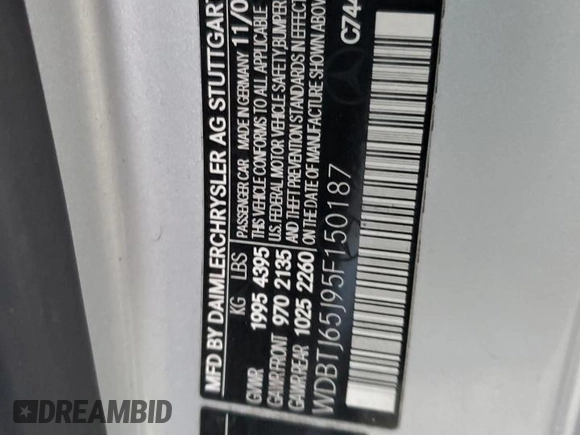 MFD BY DAIMLERCHRYSLER AG STUTTGART
KG LBS
GVWR 1995 4395
GAWR FRONT 970 2135
GAWR REAR 1025 2260
PASSENGER CAR MADE IN GERMANY 11/0
THIS VEHICLE CONFORMS TO ALL APPLICABLE
U.S. FEDERAL MOTOR VEHICLE SAFETY, BUMPER
AND THEFT PREVENTION STANDARDS IN EFFECT
ON THE DATE OF MANUFACTURE SHOWN ABOVE
WDBTJ65J95F150187
C744
DREAMBID